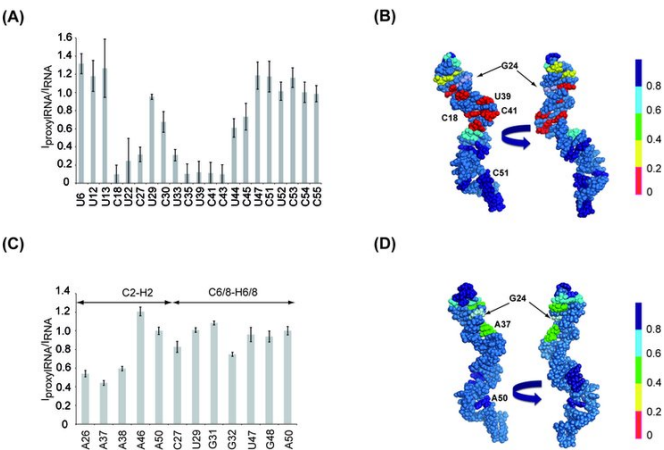 (A)
IproxylRNA/IRNA
1.6
1.4
1.2
1.0
0.8
0.6
0.4
0.2
0
U6 U12 U13 C18 U22 C27 U29 C30 U33 C35 U39 C41 C43 U44 C45 U47 C51 U52 C53 C54 C55
(B)
G24
U39
C18
C41
C51
0.8
0.6
0.4
0.2
0
(C)
IproxylRNA/IRNA
1.4
1.2
1.0
0.8
0.6
0.4
0.2
0
C2-H2 C6/8-H6/8
A26 A37 A38 A46 A50 C27 U29 G31 G32 U47 G48 A50
(D)
G24
A37
A50
0.8
0.6
0.4
0.2
0